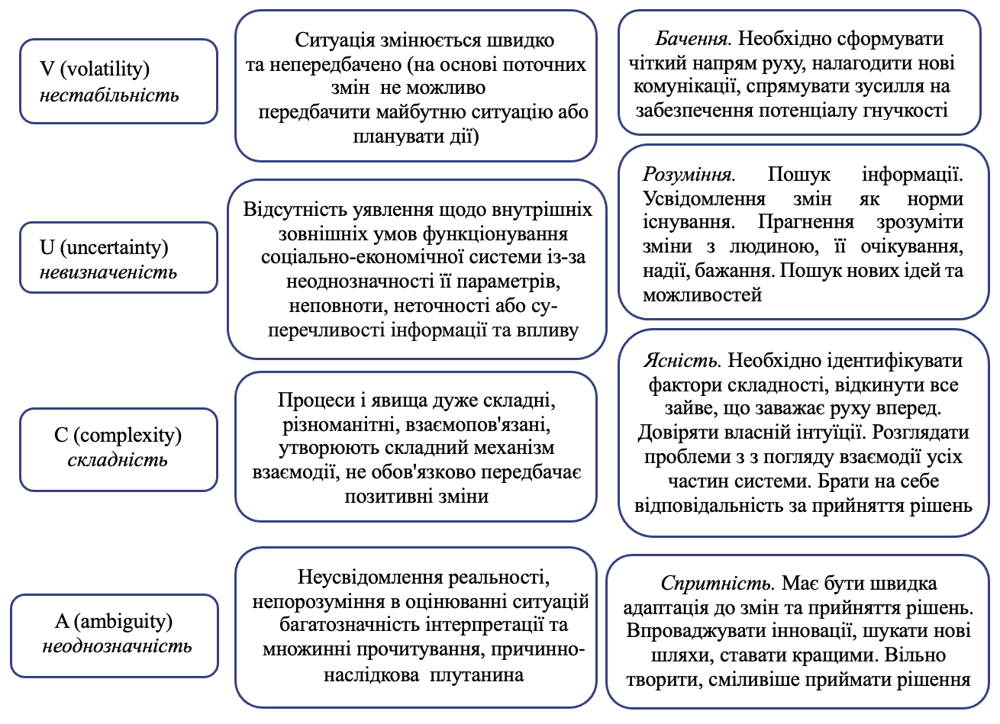 V (volatility)
нестабільність
Ситуація змінюється швидко
та непередбачено (на основі поточних
змін не можливо
передбачити майбутню ситуацію або
планувати дії)
Бачення. Необхідно сформувати
чіткий напрям руху, налагодити нові
комунікації, спрямувати зусилля на
забезпечення потенціалу гнучкості
U (uncertainty)
невизначеність
Відсутність уявлення щодо внутрішніх
зовнішніх умов функціонування
соціально-економічної системи із-за
неоднозначності її параметрів,
неповноти, неточності або су-
перечливості інформації та впливу
Розуміння. Пошук інформації.
Усвідомлення змін як норми
існування. Прагнення зрозуміти
зміни з людиною, її очікування,
надії, бажання. Пошук нових ідей та
можливостей
C (complexity)
складність
Процеси і явища дуже складні,
різноманітні, взаємопов'язані,
утворюють складний механізм
взаємодії, не обов'язково передбачає
позитивні зміни
Ясність. Необхідно ідентифікувати
фактори складності, відкинути все
зайве, що заважає руху вперед.
Довіряти власній інтуїції. Розглядати
проблеми з з погляду взаємодії усіх
частин системи. Брати на себе
відповідальність за прийняття рішень
A (ambiguity)
неоднозначність
Неусвідомлення реальності,
непорозуміння в оцінюванні ситуацій
багатозначність інтерпретації та
множинні прочитування, причинно-
наслідкова плутанина
Спритність. Має бути швидка
адаптація до змін та прийняття рішень.
Впроваджувати інновації, шукати нові
шляхи, ставати кращими. Вільно
творити, сміливіше приймати рішення